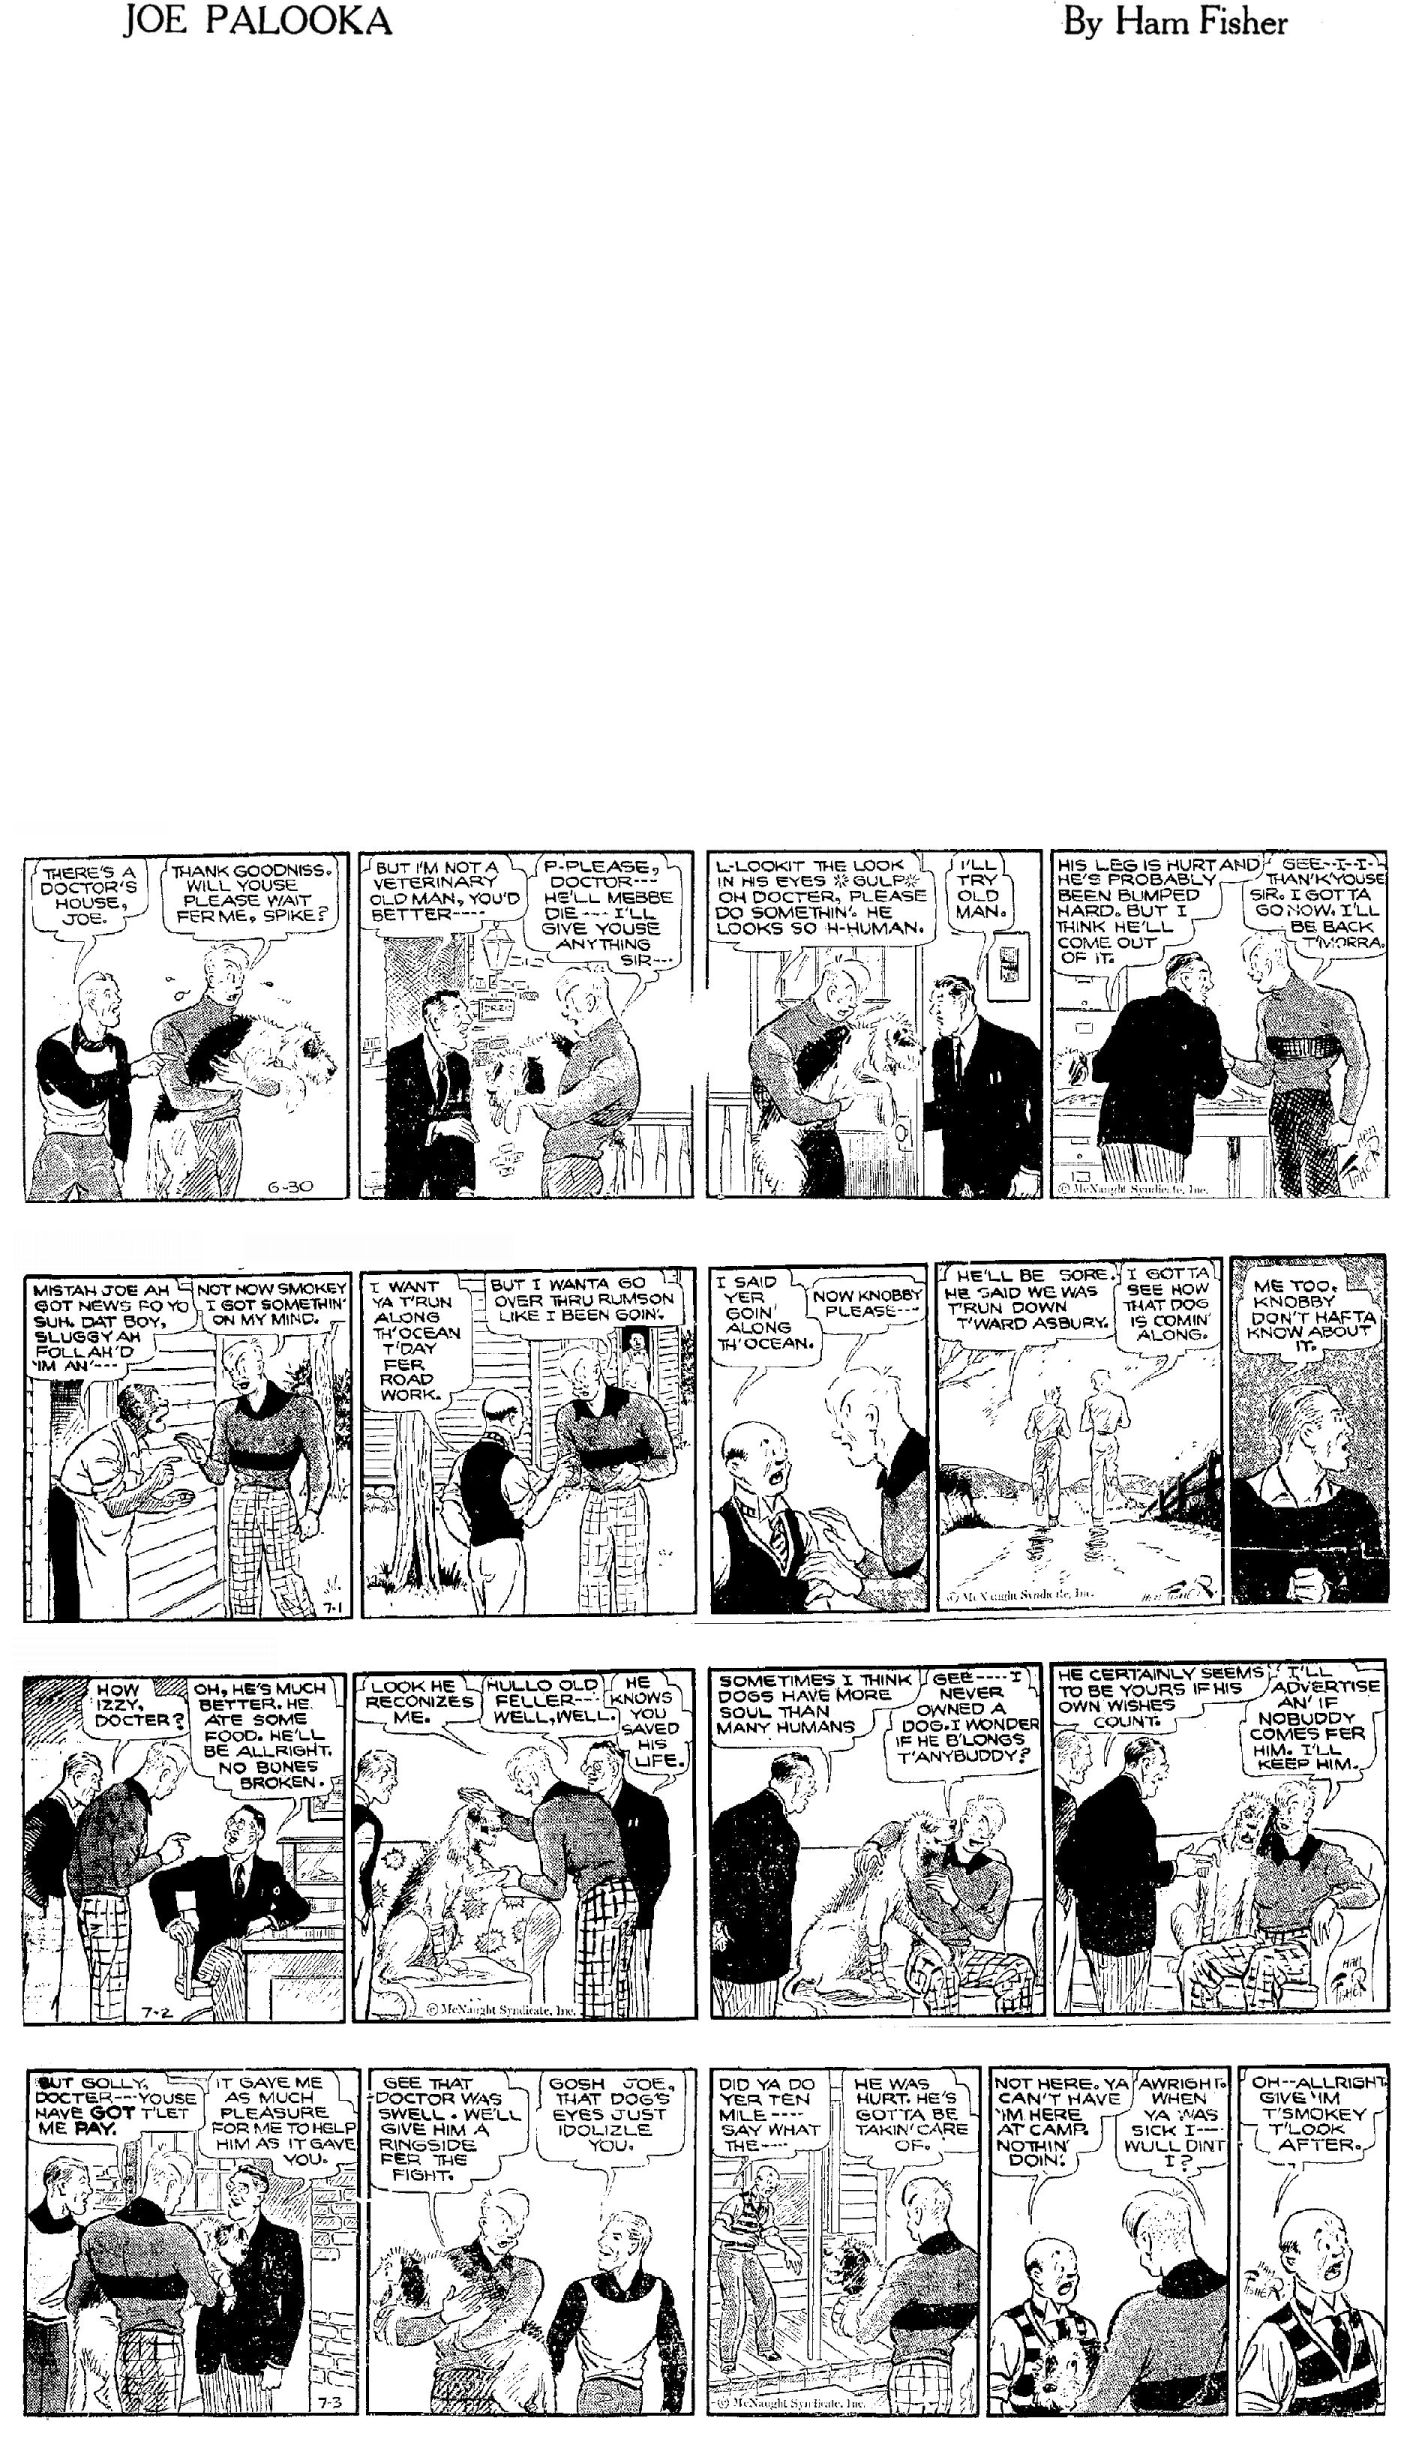 JOE PALOOKA
By Ham Fisher
THERE'S A
DOCTOR'S
HOUSE,
JOE.
THANK GOODNISS.
WILL YOUSE
PLEASE WAIT
FER ME, SPIKE?
6-30
BUT I'M NOT A
VETERINARY
OLD MAN, YOU'D
BETTER----
P-PLEASE,
DOCTOR---
HE'LL MEBBE
DIE --- I'LL
GIVE YOUSE
ANYTHING
SIR---
L-LOOKIT THE LOOK
IN HIS EYES *GULP*
OH DOCTER, PLEASE
DO SOMETHIN'. HE
LOOKS SO H-HUMAN.
I'LL
TRY
OLD
MAN.
HIS LEG IS HURT AND
HE'S PROBABLY
BEEN BUMPED
HARD. BUT I
THINK HE'LL
COME OUT
OF IT.
GEE--I-I-
THAN'K YOUSE
SIR. I GOTTA
GO NOW. I'LL
BE BACK
T'MORRA.
© McNaught Syndicate, Inc.
HAM
FISHER
MISTAH JOE AH
GOT NEWS FO YO
SUH. DAT BOY,
SLUGGY AH
FOLLAH'D
'IM AN'---
NOT NOW SMOKEY
I GOT SOMETHIN'
ON MY MIND.
7-1
I WANT
YA T'RUN
ALONG
TH'OCEAN
T'DAY
FER
ROAD
WORK.
BUT I WANTA GO
OVER THRU RUMSON
LIKE I BEEN GOIN'.
I SAID
YER
GOIN'
ALONG
TH'OCEAN.
NOW KNOBBY
PLEASE---
HE'LL BE SORE.
HE SAID WE WAS
T'RUN DOWN
T'WARD ASBURY.
I GOTTA
SEE HOW
THAT DOG
IS COMIN'
ALONG.
© McNaught Syndicate, Inc.
HAM FISHER
ME TOO.
KNOBBY
DON'T HAFTA
KNOW ABOUT
IT.
HOW
IZZY,
DOCTER?
OH, HE'S MUCH
BETTER. HE
ATE SOME
FOOD. HE'LL
BE ALLRIGHT.
NO BONES
BROKEN.
7-2
LOOK HE
RECONIZES
ME.
HULLO OLD
FELLER---
WELL, WELL.
HE
KNOWS
YOU
SAVED
HIS
LIFE.
© McNaught Syndicate, Inc.
SOMETIMES I THINK
DOGS HAVE MORE
SOUL THAN
MANY HUMANS
GEE----I
NEVER
OWNED A
DOG. I WONDER
IF HE B'LONGS
T'ANYBUDDY?
HE CERTAINLY SEEMS
TO BE YOURS IF HIS
OWN WISHES
COUNT.
I'LL
ADVERTISE
AN' IF
NOBUDDY
COMES FER
HIM. I'LL
KEEP HIM.
HAM
FISHER
BUT GOLLY,
DOCTER---YOUSE
HAVE GOT T'LET
ME PAY.
IT GAVE ME
AS MUCH
PLEASURE
FOR ME TO HELP
HIM AS IT GAVE
YOU.
7-3
GEE THAT
DOCTOR WAS
SWELL. WE'LL
GIVE HIM A
RINGSIDE
FER THE
FIGHT.
GOSH JOE,
THAT DOG'S
EYES JUST
IDOLIZLE
YOU.
DID YA DO
YER TEN
MILE----
SAY WHAT
THE----
HE WAS
HURT. HE'S
GOTTA BE
TAKIN' CARE
OF.
© McNaught Syndicate, Inc.
NOT HERE. YA
CAN'T HAVE
'IM HERE
AT CAMP.
NOTHIN'
DOIN'.
AWRIGHT.
WHEN
YA WAS
SICK I---
WULL DINT
I?
OH--ALLRIGHT
GIVE 'IM
T'SMOKEY
T'LOOK
AFTER.
HAM
FISHER